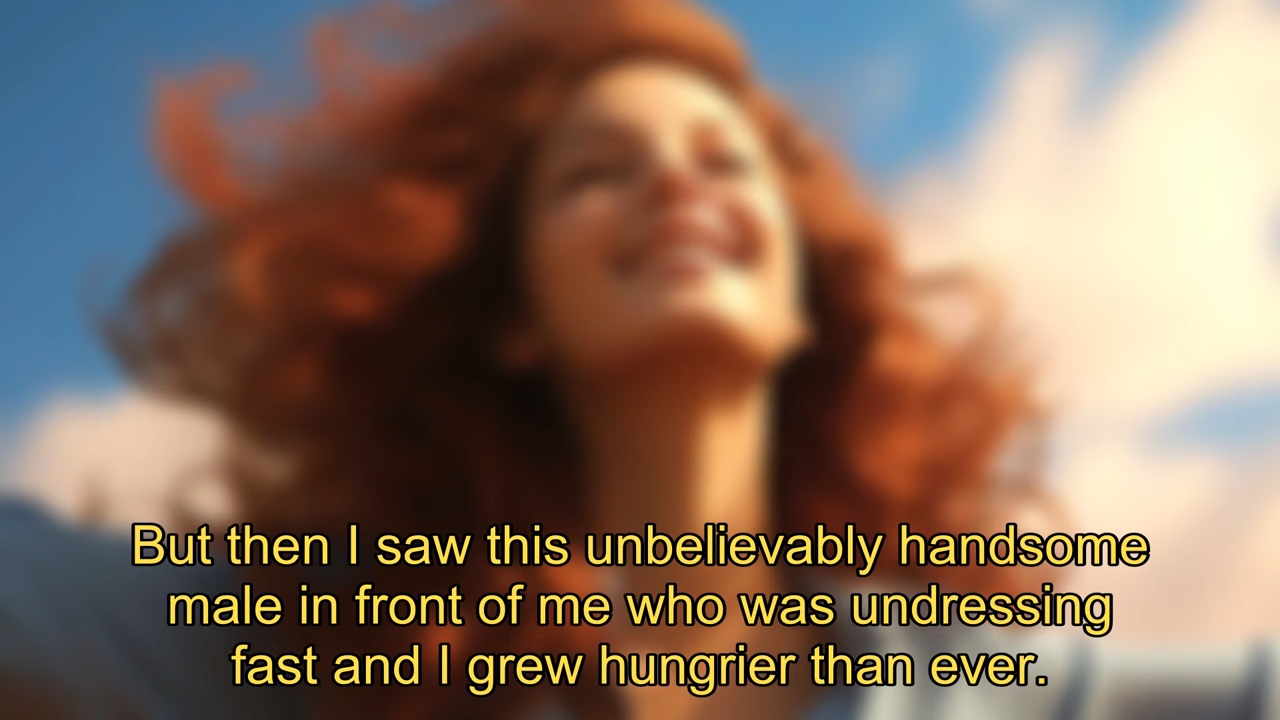 But then I saw this unbelievably handsome
male in front of me who was undressing
fast and I grew hungrier than ever.